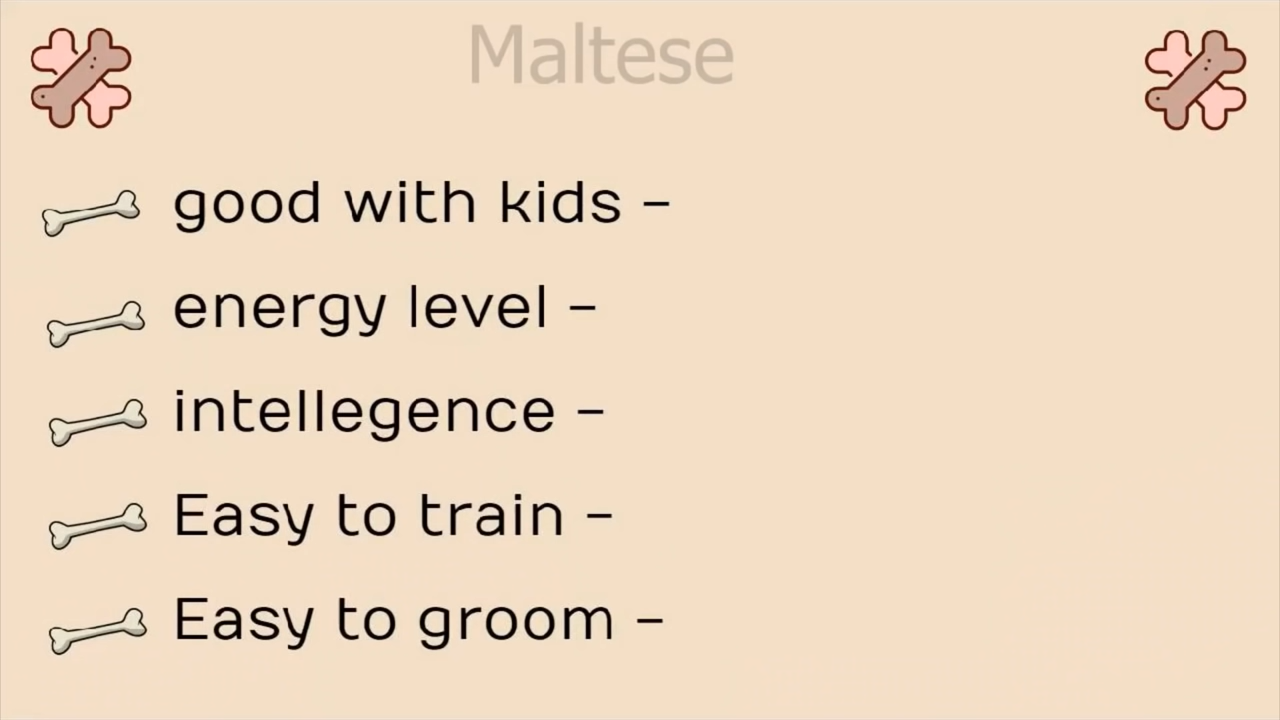 Maltese
good with kids -
energy level -
intellegence -
Easy to train -
Easy to groom -